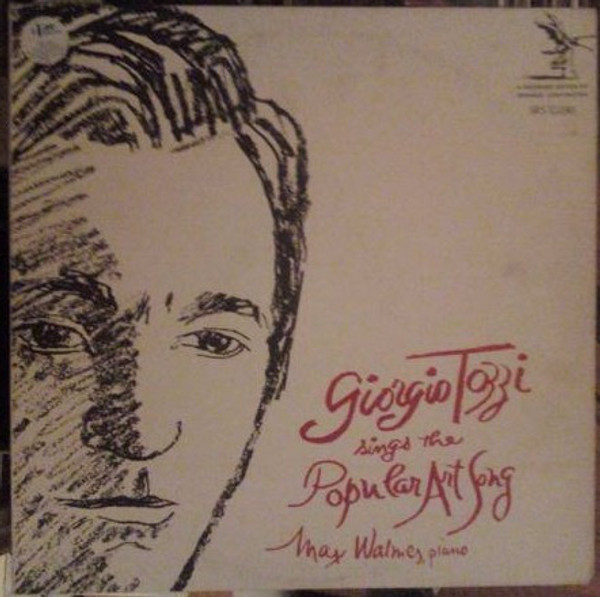 Giorgio Tozzi
sings the
Popular Art Song
Max Walmer, piano